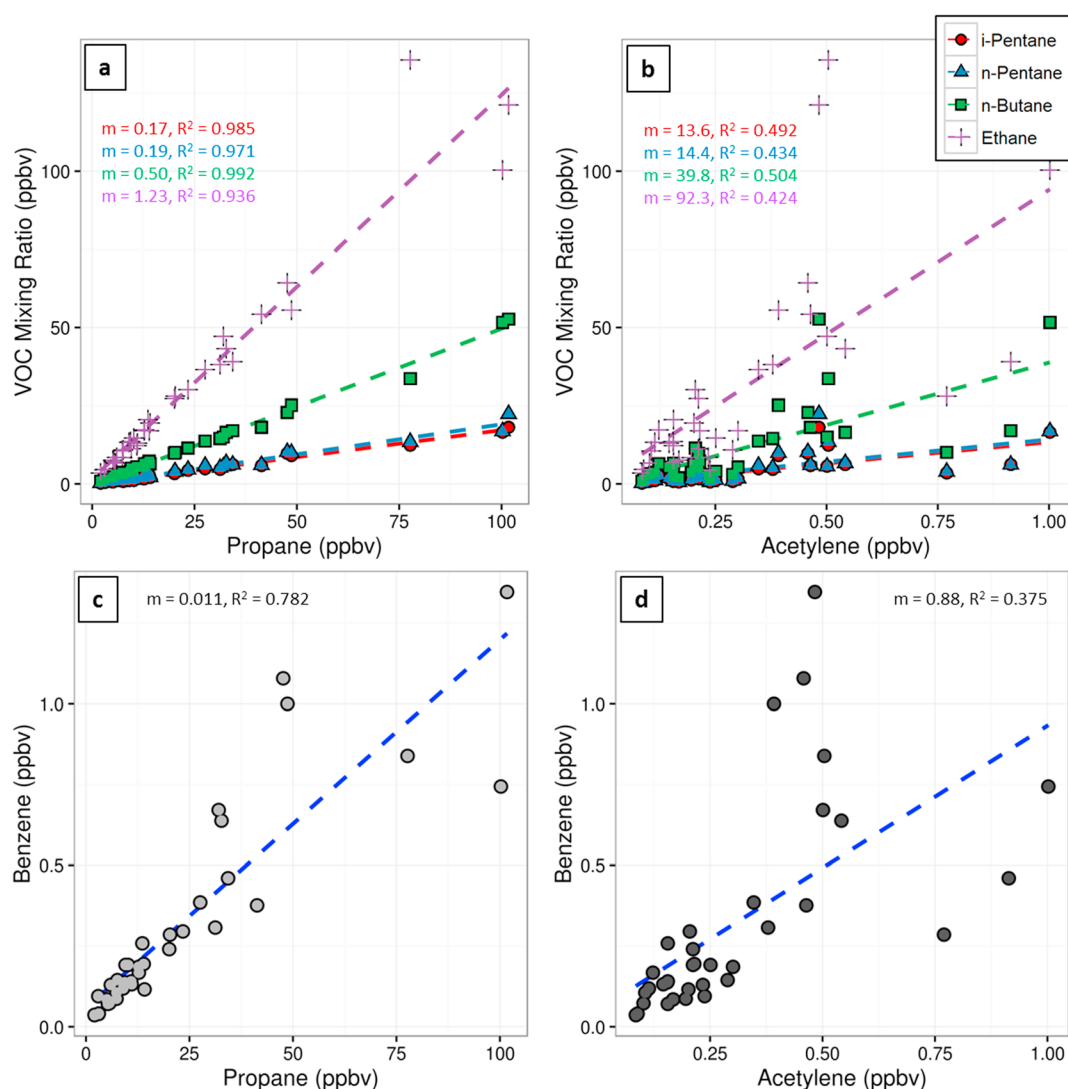 a
m = 0.17, R² = 0.985
m = 0.19, R² = 0.971
m = 0.50, R² = 0.992
m = 1.23, R² = 0.936
VOC Mixing Ratio (ppbv)
100
50
0
0 25 50 75 100
Propane (ppbv)
b
m = 13.6, R² = 0.492
m = 14.4, R² = 0.434
m = 39.8, R² = 0.504
m = 92.3, R² = 0.424
i-Pentane
n-Pentane
n-Butane
Ethane
VOC Mixing Ratio (ppbv)
100
50
0
0.25 0.50 0.75 1.00
Acetylene (ppbv)
c
m = 0.011, R² = 0.782
Benzene (ppbv)
1.0
0.5
0.0
0 25 50 75 100
Propane (ppbv)
d
m = 0.88, R² = 0.375
Benzene (ppbv)
1.0
0.5
0.0
0.25 0.50 0.75 1.00
Acetylene (ppbv)